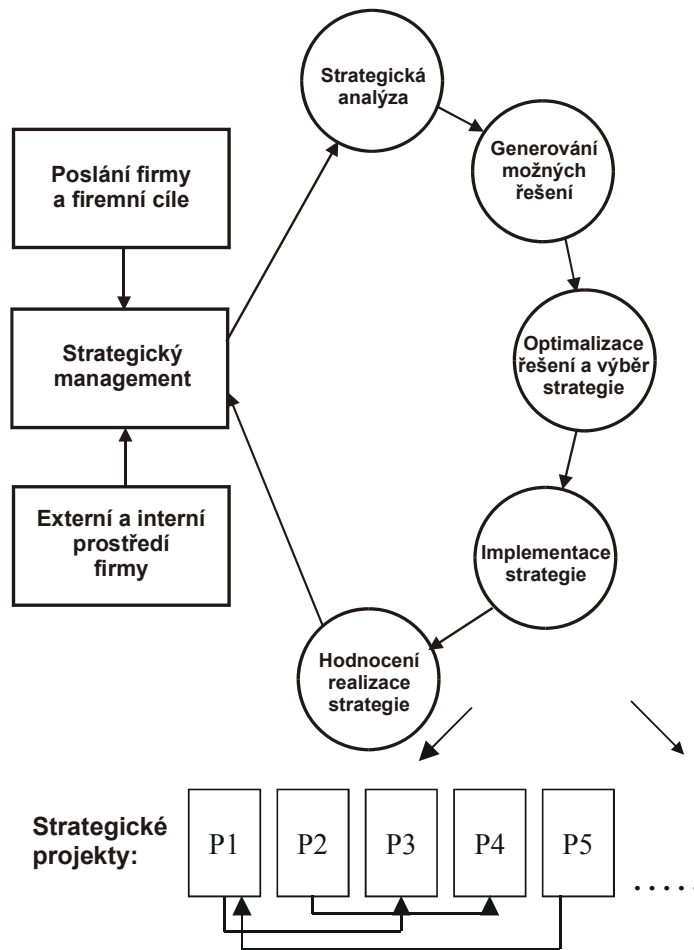 Strategická
analýza
Generování
možných
řešení
Poslání firmy
a firemní cíle
Strategický
management
Optimalizace
řešení a výběr
strategie
Externí a interní
prostředí
firmy
Implementace
strategie
Hodnocení
realizace
strategie
Strategické
projekty:
P1
P2
P3
P4
P5
.....